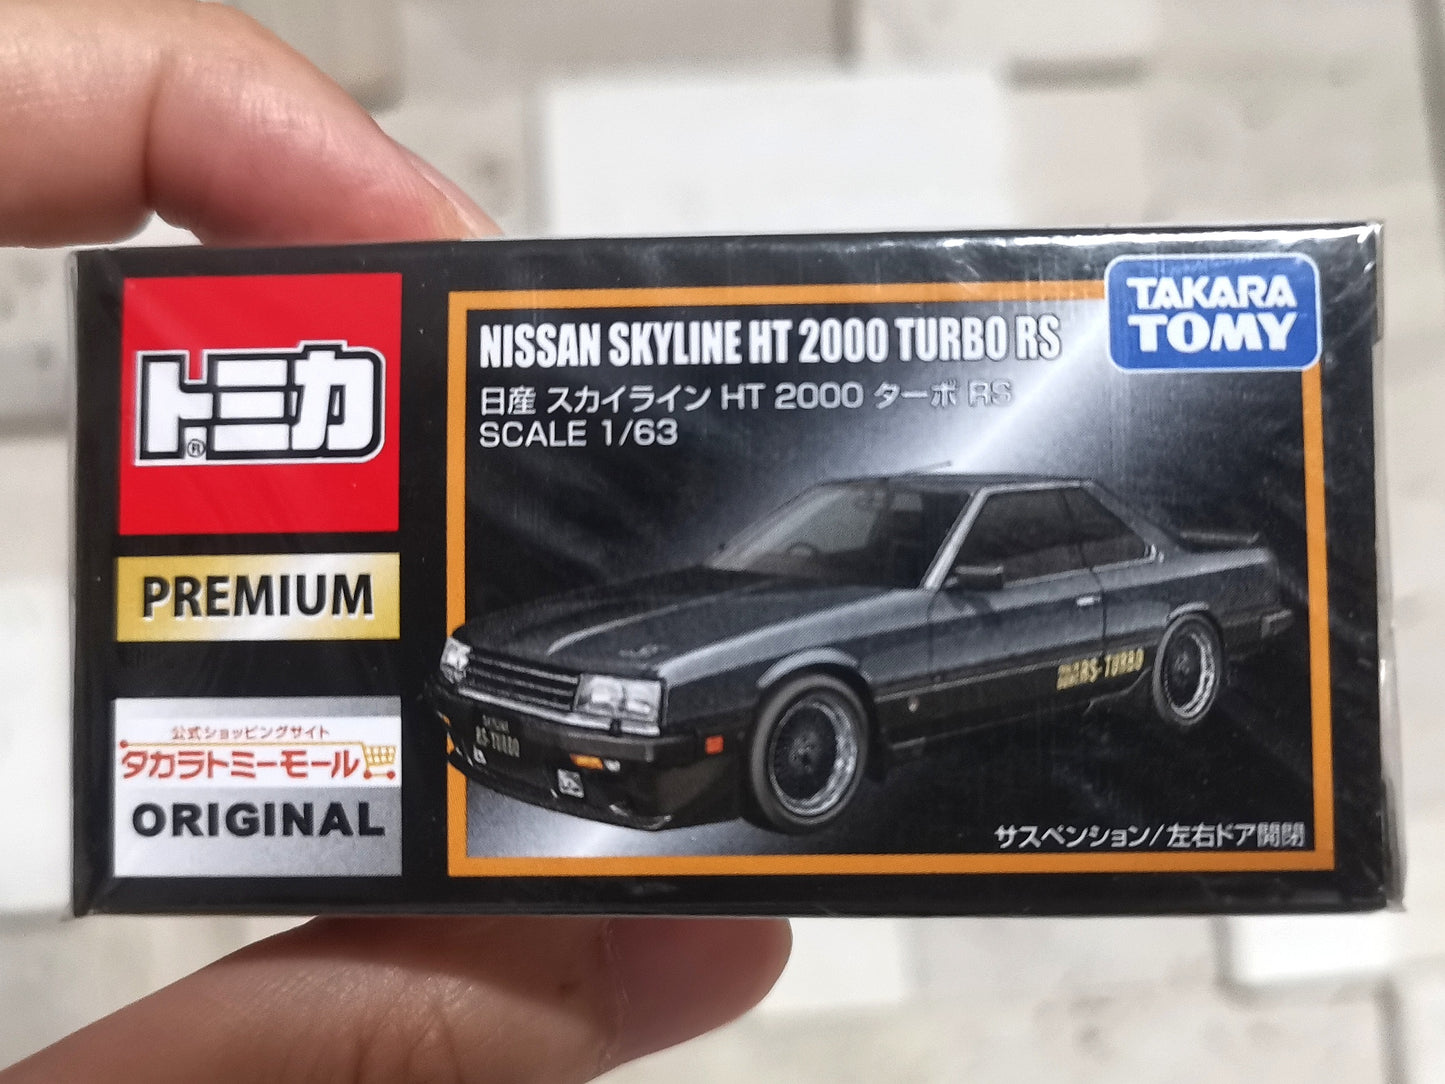 トミカ
®
PREMIUM
公式ショッピングサイト
タカラトミーモール
ORIGINAL
NISSAN SKYLINE HT 2000 TURBO RS
日産 スカイライン HT 2000 ターボ RS
SCALE 1/63
TAKARA
TOMY
SKYLINE
RS-TURBO
RS-TURBO
サスペンション/左右ドア開閉